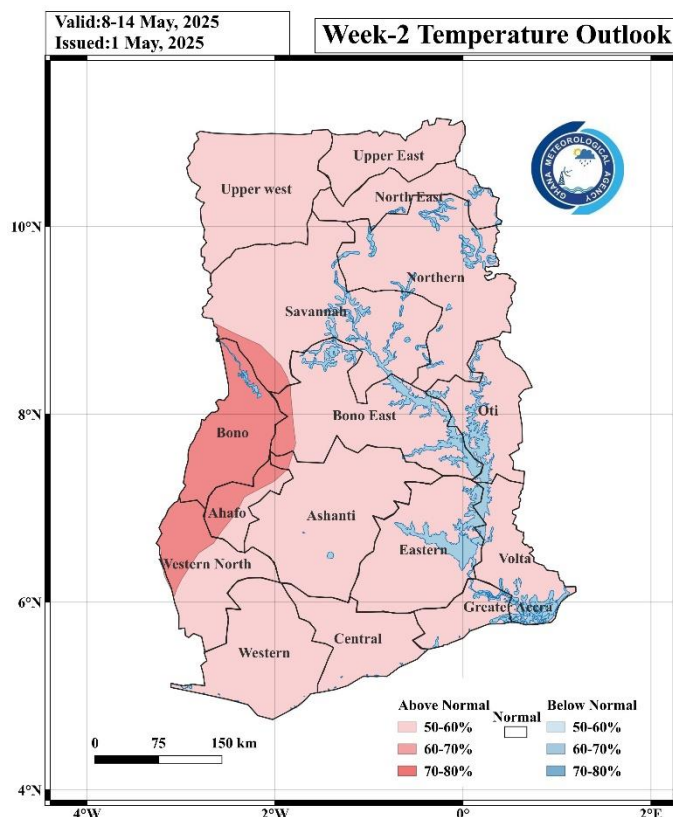 Valid:8-14 May, 2025
Issued:1 May, 2025
Week-2 Temperature Outlook
GHANA METEOROLOGICAL AGENCY
Upper East
Upper west
North East
10°N
Northern
Savannah
8°N
Bono
Bono East
Oti
Ahafo
Ashanti
Eastern
Western North
Volta
6°N
Greater Accra
Central
Western
Above Normal
Normal
Below Normal
50-60%
50-60%
60-70%
60-70%
70-80%
70-80%
0 75 150 km
4°N
4°W 2°W 0° 2°E